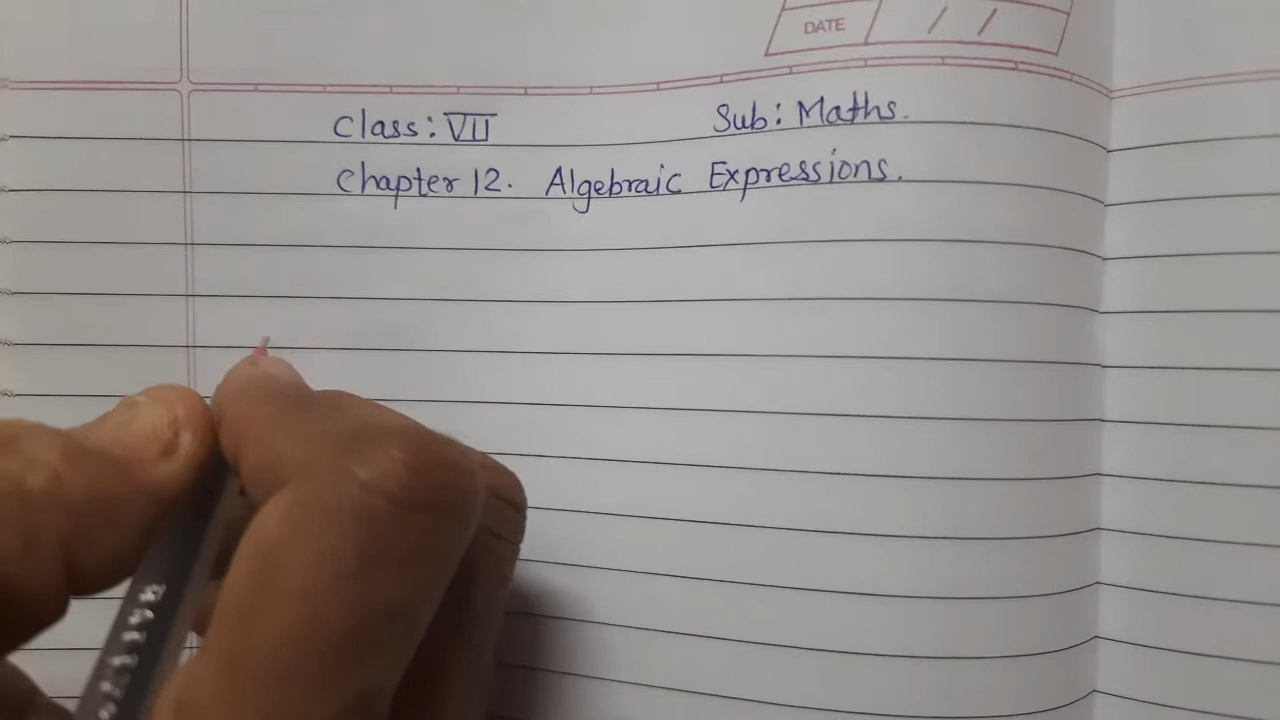 DATE / /
Class: VII Sub: Maths.
Chapter 12. Algebraic Expressions.